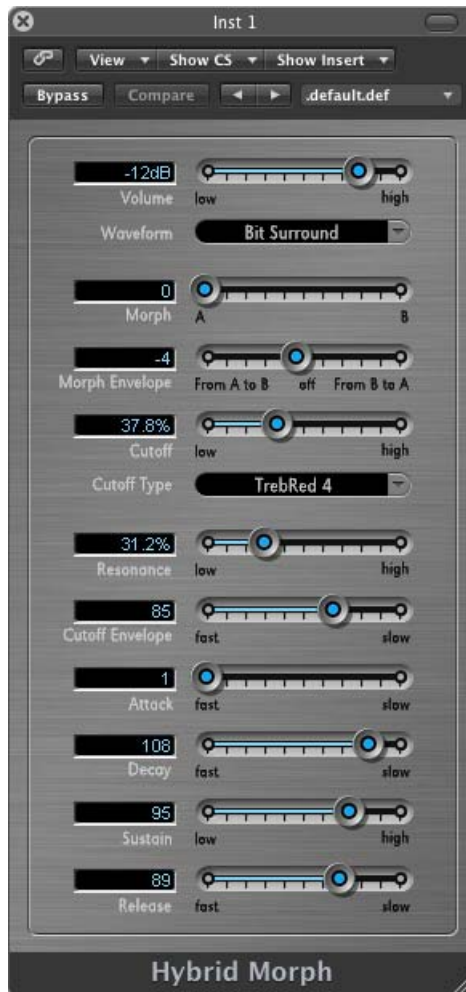 Inst 1
View Show CS Show Insert
Bypass Compare .default.def
-12dB
Volume low high
Waveform Bit Surround
0
Morph A B
-4
Morph Envelope From A to B off From B to A
37.8%
Cutoff low high
Cutoff Type TrebRed 4
31.2%
Resonance low high
85
Cutoff Envelope fast slow
1
Attack fast slow
108
Decay fast slow
95
Sustain low high
89
Release fast slow
Hybrid Morph